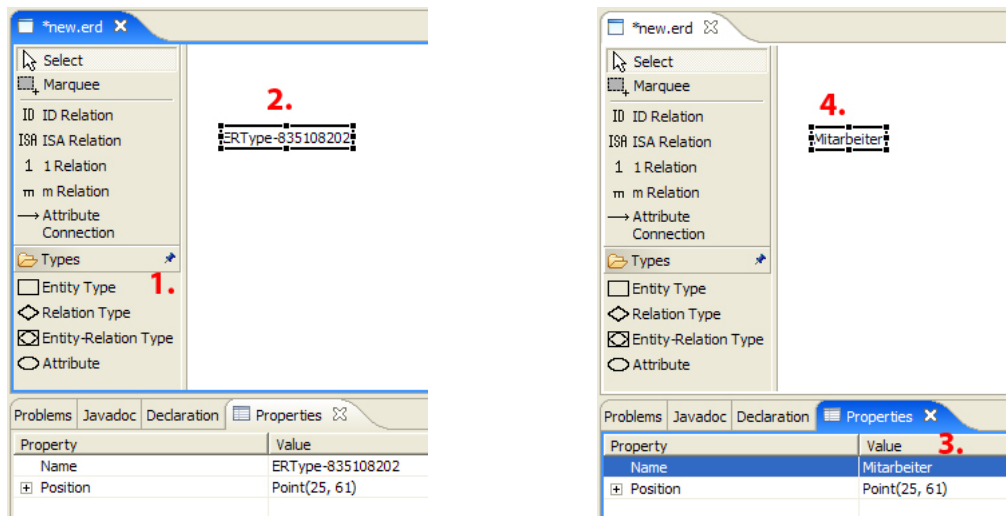 *new.erd
Select
Marquee
ID ID Relation
ISA ISA Relation
1 1 Relation
m m Relation
Attribute
Connection
Types
1.
Entity Type
Relation Type
Entity-Relation Type
Attribute
2.
ERType-835108202
Problems Javadoc Declaration Properties
Property Value
Name ERType-835108202
Position Point(25, 61)
*new.erd
Select
Marquee
ID ID Relation
ISA ISA Relation
1 1 Relation
m m Relation
Attribute
Connection
Types
Entity Type
Relation Type
Entity-Relation Type
Attribute
4.
Mitarbeiter
Problems Javadoc Declaration Properties
Property Value 3.
Name Mitarbeiter
Position Point(25, 61)